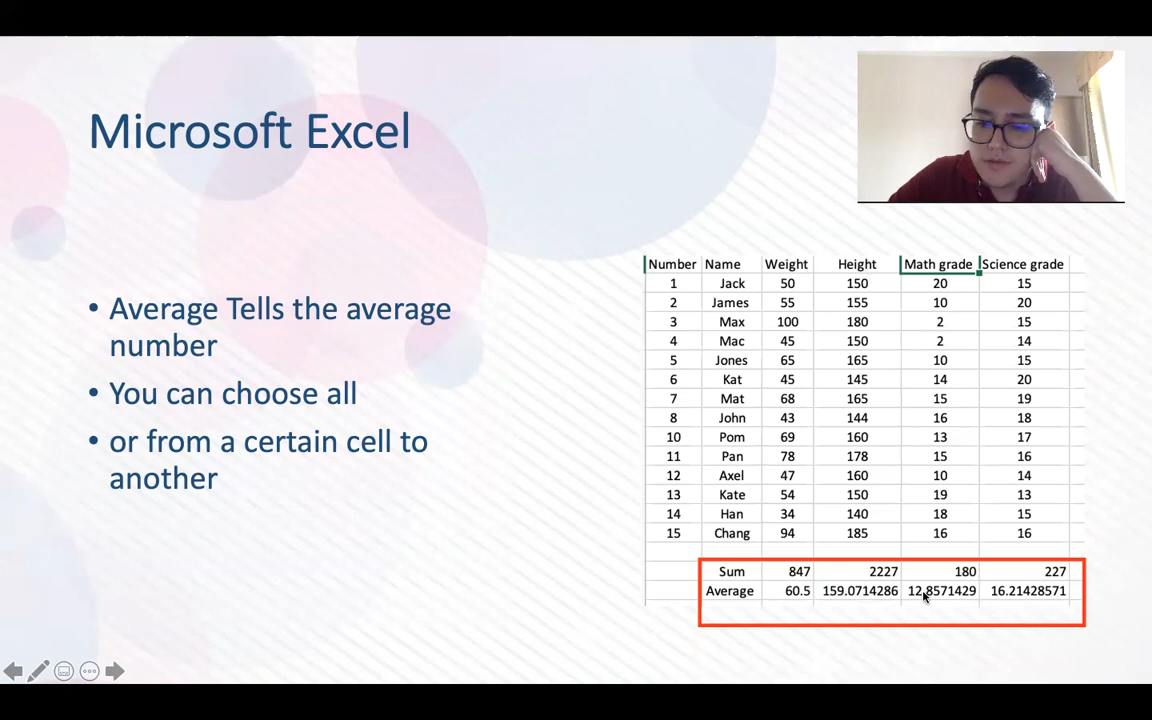 Microsoft Excel
• Average Tells the average
number
• You can choose all
• or from a certain cell to
another
Number Name Weight Height Math grade Science grade
1 Jack 50 150 20 15
2 James 55 155 10 20
3 Max 100 180 2 15
4 Mac 45 150 2 14
5 Jones 65 165 10 15
6 Kat 45 145 14 20
7 Mat 68 165 15 19
8 John 43 144 16 18
10 Pom 69 160 13 17
11 Pan 78 178 15 16
12 Axel 47 160 10 14
13 Kate 54 150 19 13
14 Han 34 140 18 15
15 Chang 94 185 16 16
Sum 847 2227 180 227
Average 60.5 159.0714286 12.8571429 16.21428571